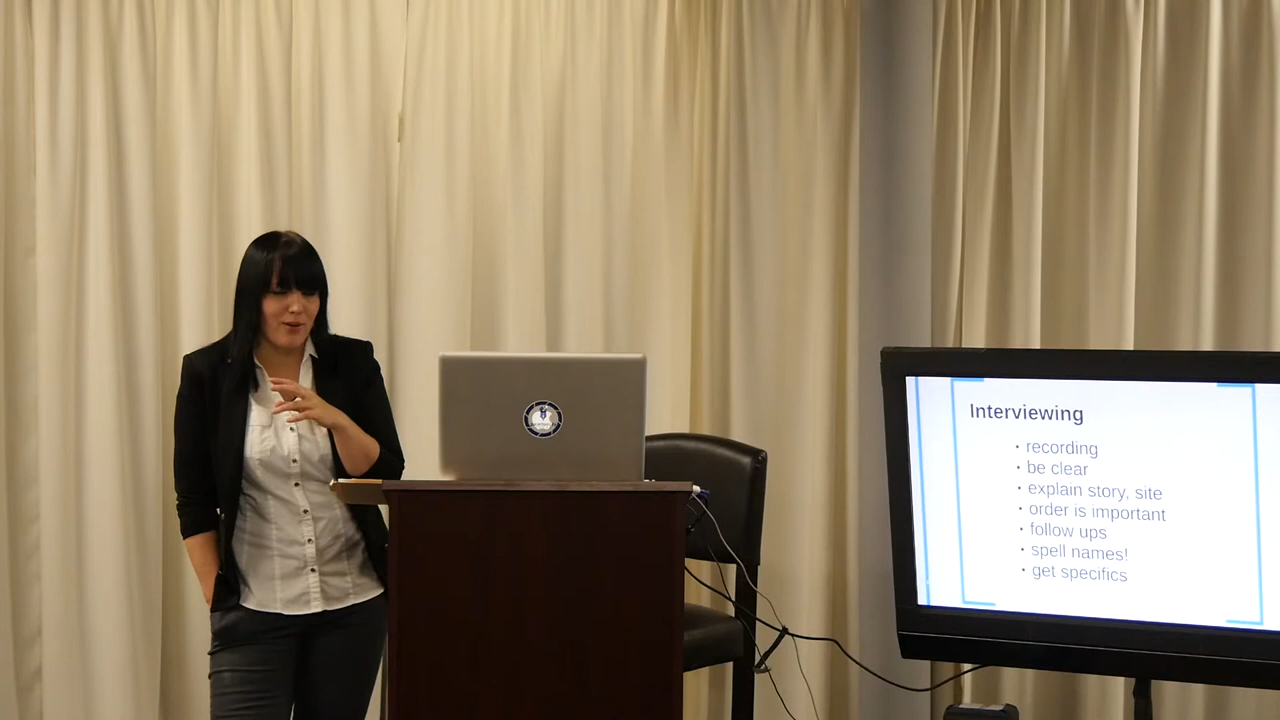 Interviewing
• recording
• be clear
• explain story, site
• order is important
• follow ups
• spell names!
• get specifics